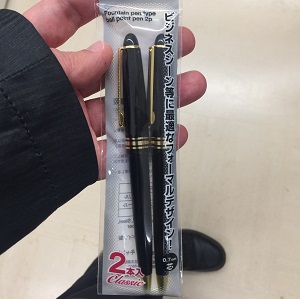 Fountain pen type
ball point pen 2p
ビジネスシーン等に最適なフォーマルデザイン!!
0.7mm
2本入
Classic